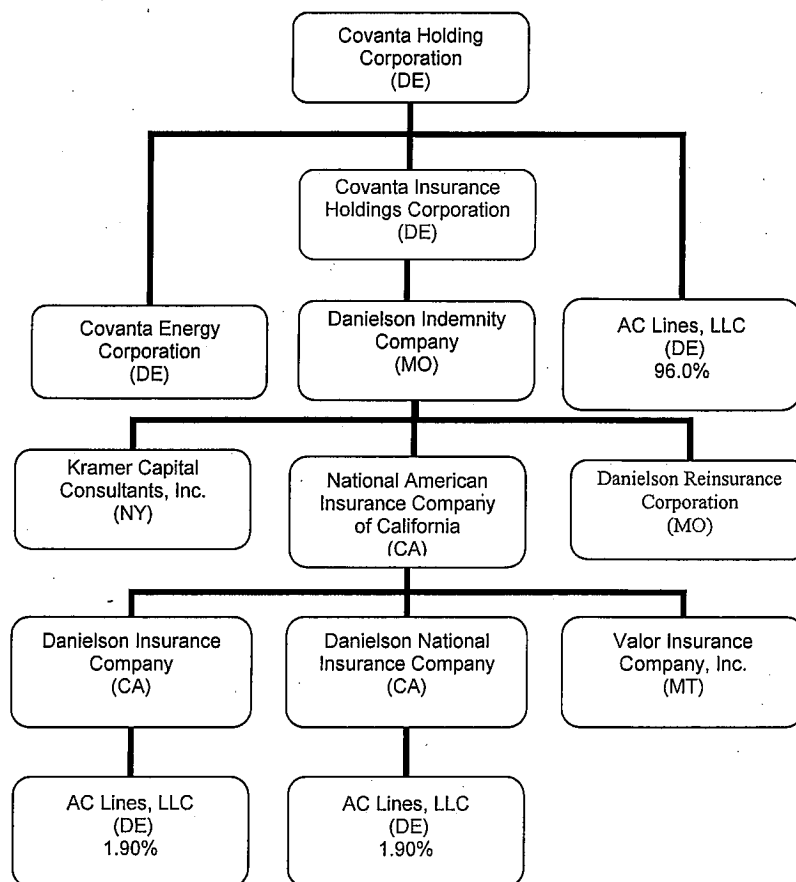 Covanta Holding
Corporation
(DE)
Covanta Insurance
Holdings Corporation
(DE)
Covanta Energy
Corporation
(DE)
Danielson Indemnity
Company
(MO)
AC Lines, LLC
(DE)
96.0%
Kramer Capital
Consultants, Inc.
(NY)
National American
Insurance Company
of California
(CA)
Danielson Reinsurance
Corporation
(MO)
Danielson Insurance
Company
(CA)
Danielson National
Insurance Company
(CA)
Valor Insurance
Company, Inc.
(MT)
AC Lines, LLC
(DE)
1.90%
AC Lines, LLC
(DE)
1.90%